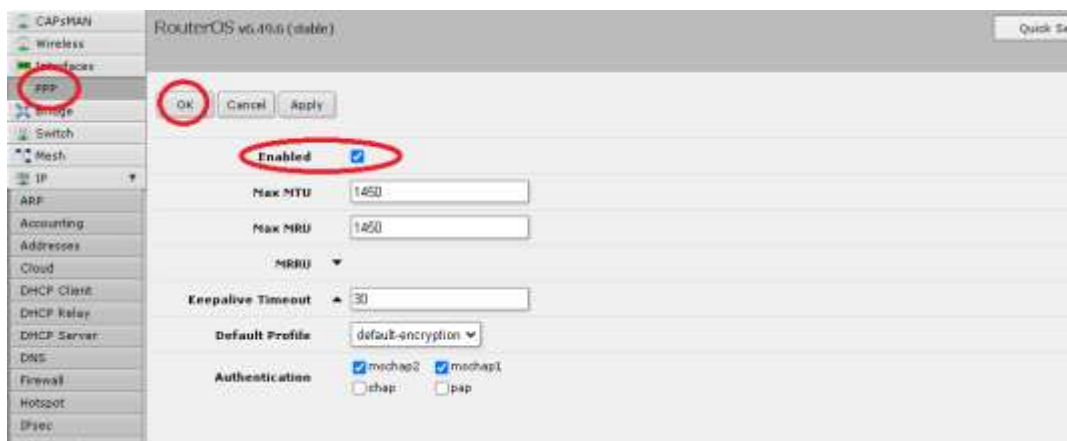 CAPsMAN
Wireless
Interfaces
PPP
Bridge
Switch
Mesh
IP
ARP
Accounting
Addresses
Cloud
DHCP Client
DHCP Relay
DHCP Server
DNS
Firewall
Hotspot
IPsec
RouterOS v6.49.6 (stable)
Quick Se
OK Cancel Apply
Enabled
Max MTU 1450
Max MRU 1450
MRRU
Keepalive Timeout 30
Default Profile default-encryption
Authentication mschap2 mschap1
chap pap